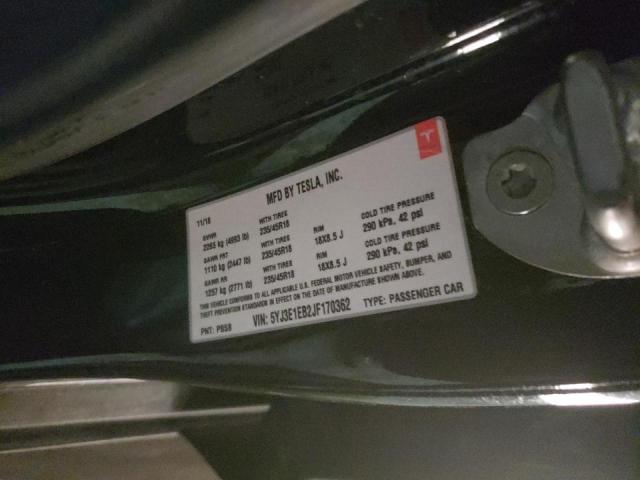 MFD BY TESLA, INC.
11/18
GVWR WITH TIRES RIM COLD TIRE PRESSURE
2265 kg (4993 lb) 235/45R18 18X8.5 J 290 kPa, 42 psi
GAWR FRT WITH TIRES RIM COLD TIRE PRESSURE
1110 kg (2447 lb) 235/45R18 18X8.5 J 290 kPa, 42 psi
GAWR RR WITH TIRES
1257 kg (2771 lb) 235/45R18
THIS VEHICLE CONFORMS TO ALL APPLICABLE U.S. FEDERAL MOTOR VEHICLE SAFETY, BUMPER, AND
THEFT PREVENTION STANDARDS IN EFFECT ON THE DATE OF MANUFACTURE SHOWN ABOVE.
PNT: PBSB VIN: 5YJ3E1EB2JF170362 TYPE: PASSENGER CAR